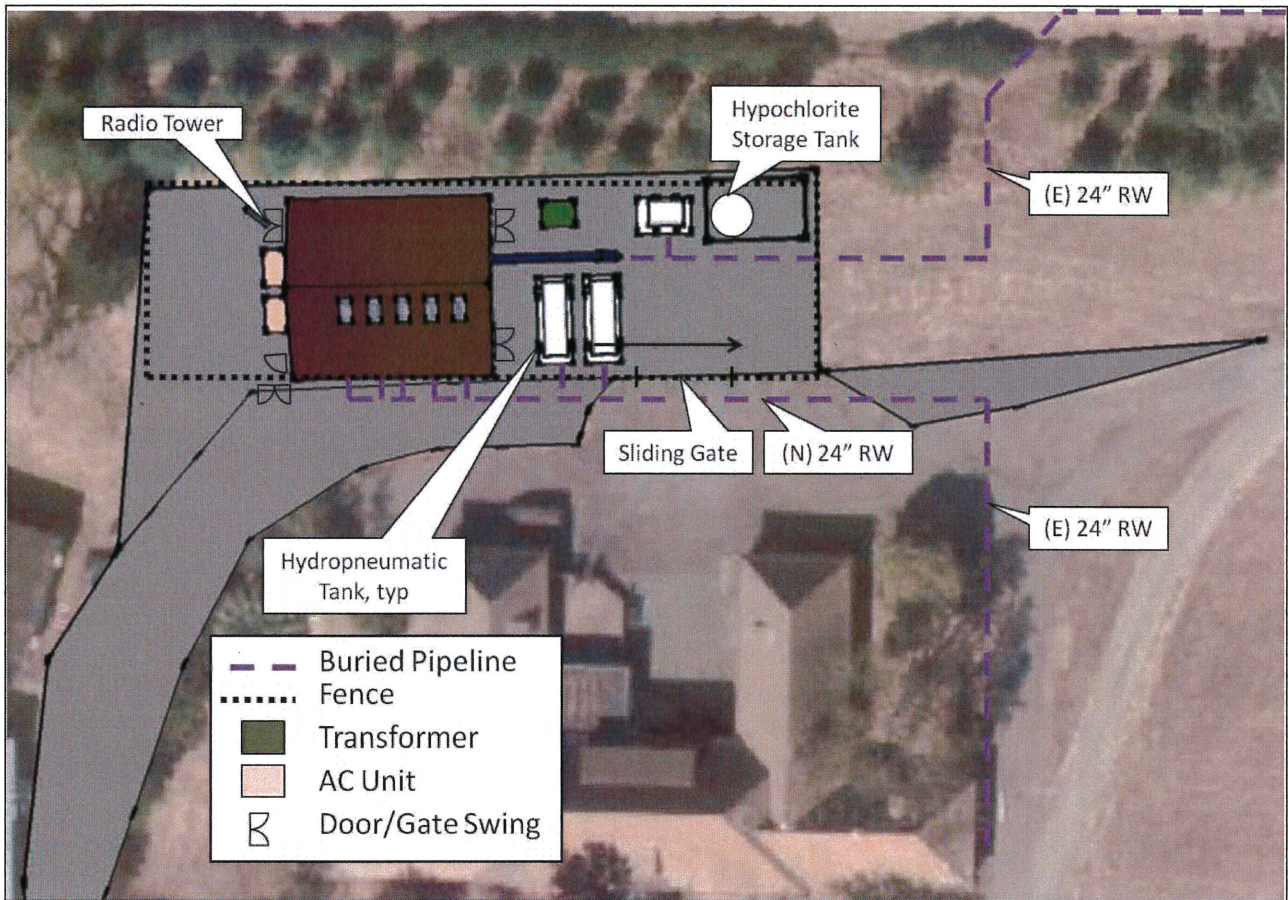 Radio Tower
Hypochlorite
Storage Tank
(E) 24” RW
Sliding Gate
(N) 24” RW
(E) 24” RW
Hydropneumatic
Tank, typ
Buried Pipeline
Fence
Transformer
AC Unit
Door/Gate Swing